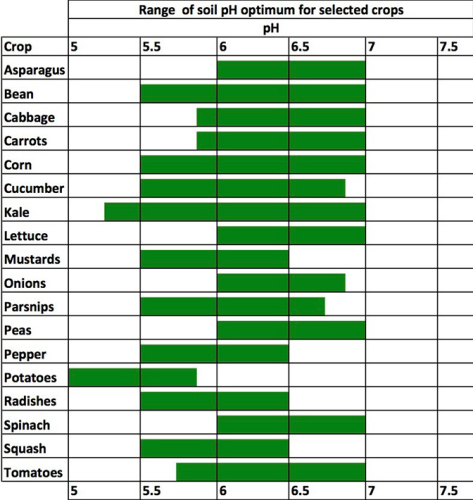 Range of soil pH optimum for selected crops
pH
Crop 5 5.5 6 6.5 7 7.5
Asparagus
Bean
Cabbage
Carrots
Corn
Cucumber
Kale
Lettuce
Mustards
Onions
Parsnips
Peas
Pepper
Potatoes
Radishes
Spinach
Squash
Tomatoes
5 5.5 6 6.5 7 7.5